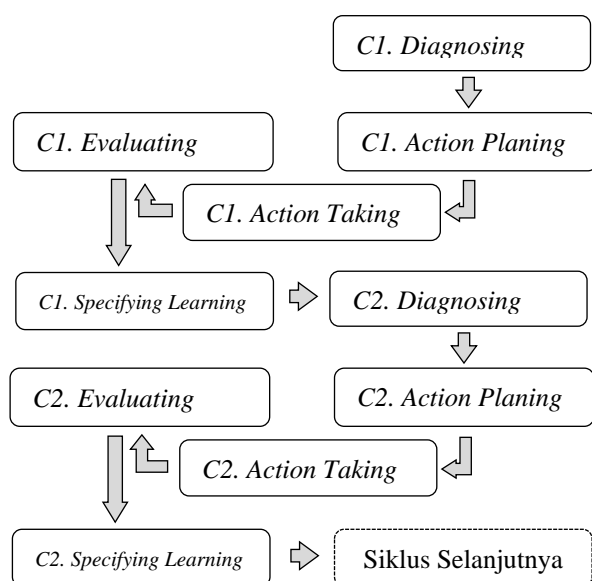 C1. Diagnosing
C1. Evaluating
C1. Action Planing
C1. Action Taking
C1. Specifying Learning
C2. Diagnosing
C2. Evaluating
C2. Action Planing
C2. Action Taking
C2. Specifying Learning
Siklus Selanjutnya